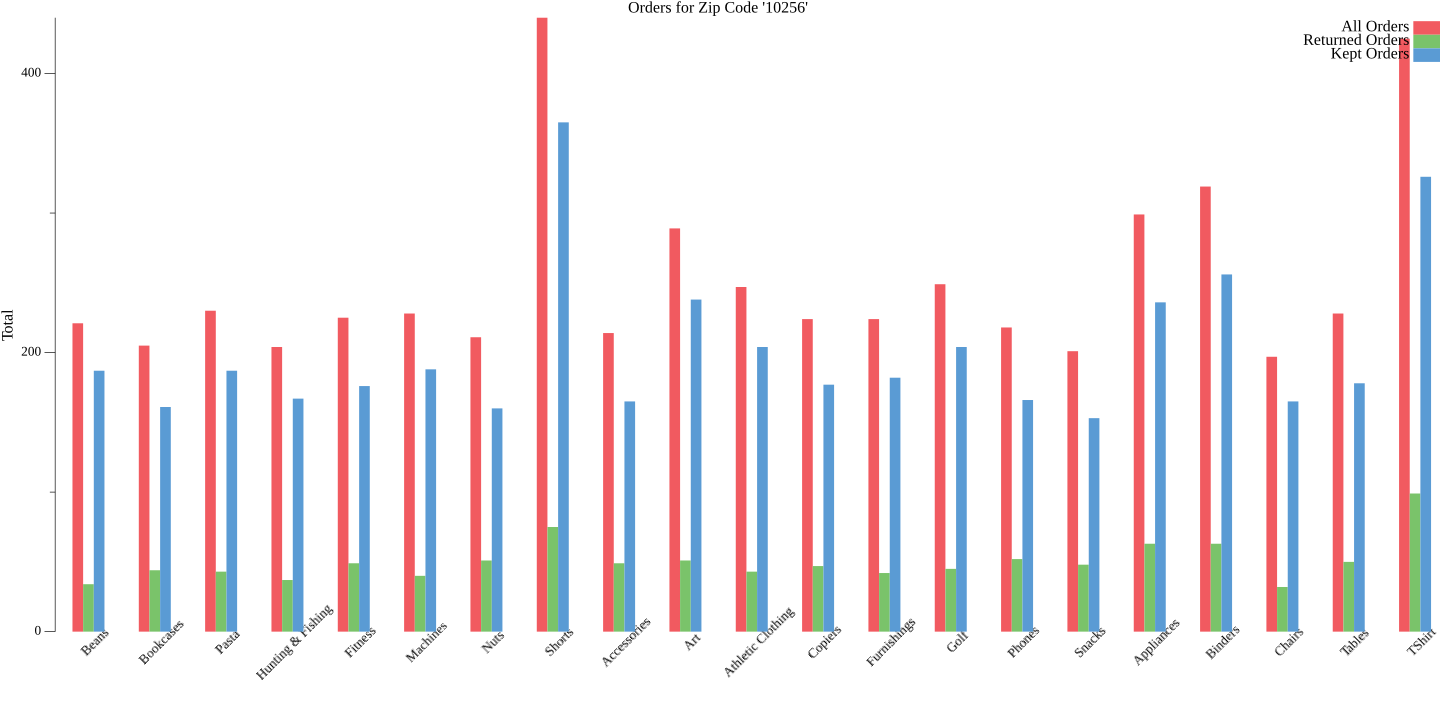 Orders for Zip Code '10256'
All Orders
Returned Orders
Kept Orders
Total
400
200
0
Beans
Bookcases
Pasta
Hunting & Fishing
Fitness
Machines
Nuts
Shorts
Accessories
Art
Athletic Clothing
Copiers
Furnishings
Golf
Phones
Snacks
Appliances
Binders
Chairs
Tables
TShirt